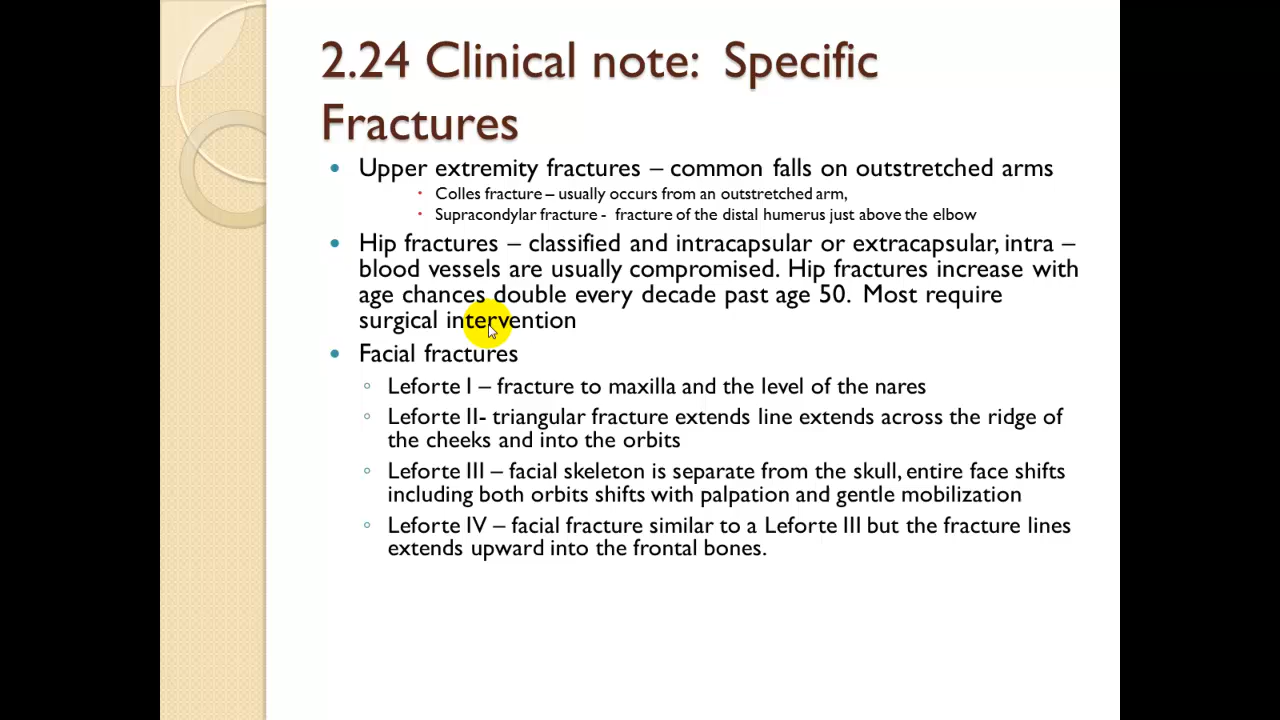 2.24 Clinical note:  Specific
Fractures
• Upper extremity fractures – common falls on outstretched arms
• Colles fracture – usually occurs from an outstretched arm,
• Supracondylar fracture -  fracture of the distal humerus just above the elbow
• Hip fractures – classified and intracapsular or extracapsular, intra –
blood vessels are usually compromised. Hip fractures increase with
age chances double every decade past age 50.  Most require
surgical intervention
• Facial fractures
◦ Leforte I – fracture to maxilla and the level of the nares
◦ Leforte II- triangular fracture extends line extends across the ridge of
the cheeks and into the orbits
◦ Leforte III – facial skeleton is separate from the skull, entire face shifts
including both orbits shifts with palpation and gentle mobilization
◦ Leforte IV – facial fracture similar to a Leforte III but the fracture lines
extends upward into the frontal bones.